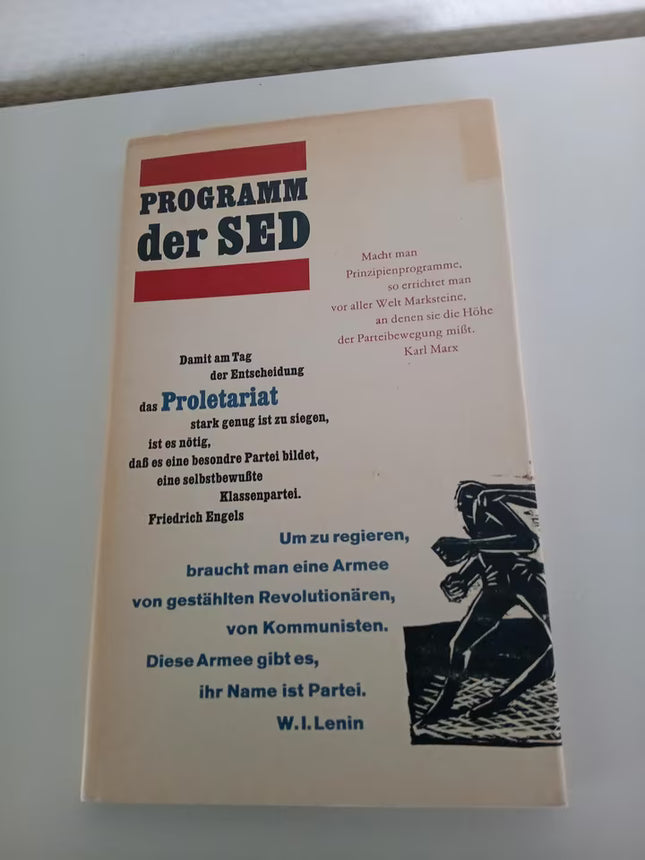 PROGRAMM
der SED
Macht man
Prinzipienprogramme,
so errichtet man
vor aller Welt Marksteine,
an denen sie die Höhe
der Parteibewegung mißt.
Karl Marx
Damit am Tag
der Entscheidung
das Proletariat
stark genug ist zu siegen,
ist es nötig,
daß es eine besondre Partei bildet,
eine selbstbewußte
Klassenpartei.
Friedrich Engels
Um zu regieren,
braucht man eine Armee
von gestählten Revolutionären,
von Kommunisten.
Diese Armee gibt es,
ihr Name ist Partei.
W.I.Lenin